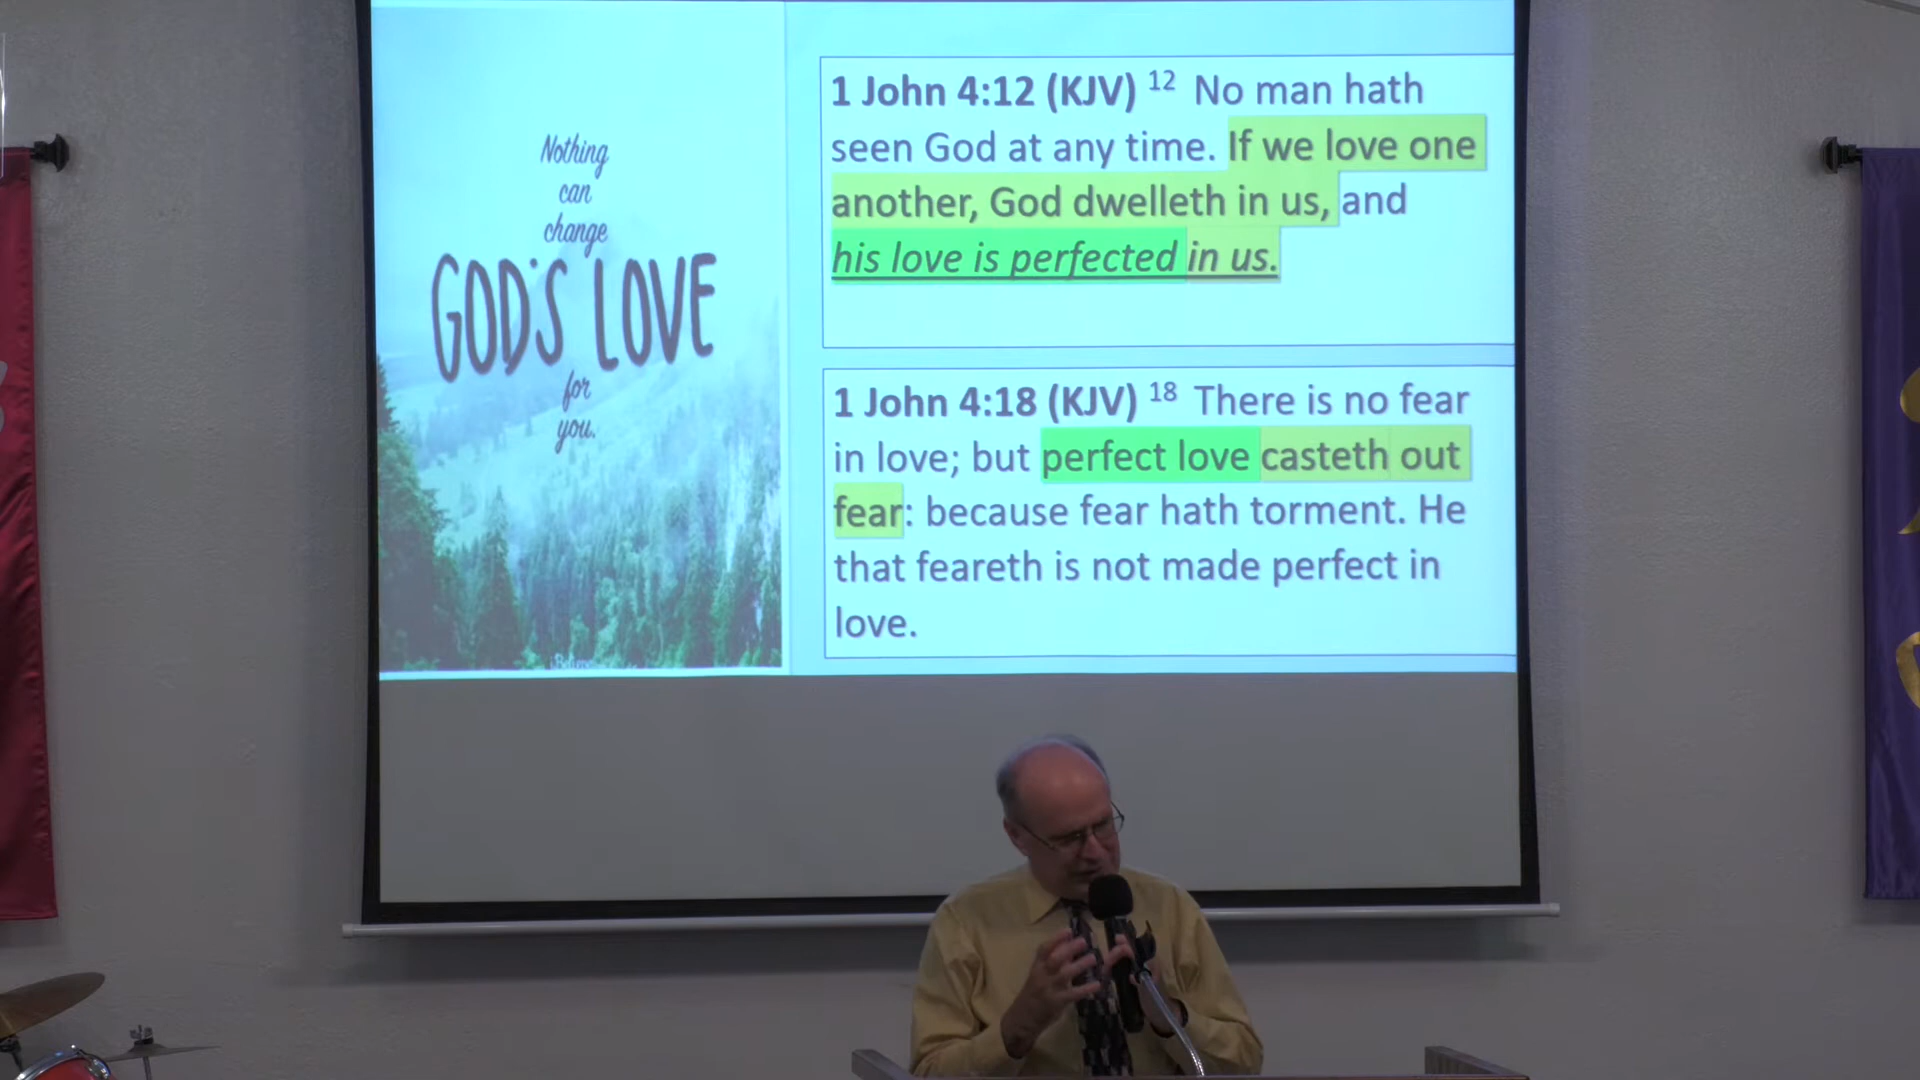 Nothing
can
change
GOD'S LOVE
for
you.
1 John 4:12 (KJV) 12 No man hath
seen God at any time. If we love one
another, God dwelleth in us, and
his love is perfected in us.
1 John 4:18 (KJV) 18 There is no fear
in love; but perfect love casteth out
fear: because fear hath torment. He
that feareth is not made perfect in
love.